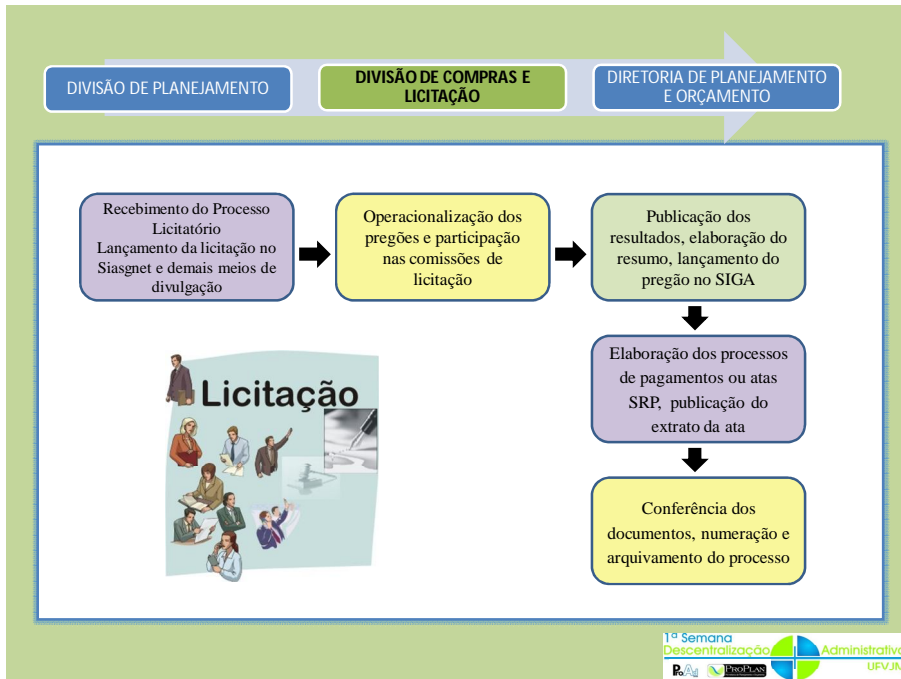 DIVISÃO DE PLANEJAMENTO
DIVISÃO DE COMPRAS E
LICITAÇÃO
DIRETORIA DE PLANEJAMENTO
E ORÇAMENTO
Recebimento do Processo
Licitatório
Lançamento da licitação no
Siasgnet e demais meios de
divulgação
Operacionalização dos
pregões e participação
nas comissões de
licitação
Publicação dos
resultados, elaboração do
resumo, lançamento do
pregão no SIGA
Elaboração dos processos
de pagamentos ou atas
SRP, publicação do
extrato da ata
Conferência dos
documentos, numeração e
arquivamento do processo
Licitação
1ª Semana
Descentralização Administrativa
UFVJM
ProAd PROPLAN